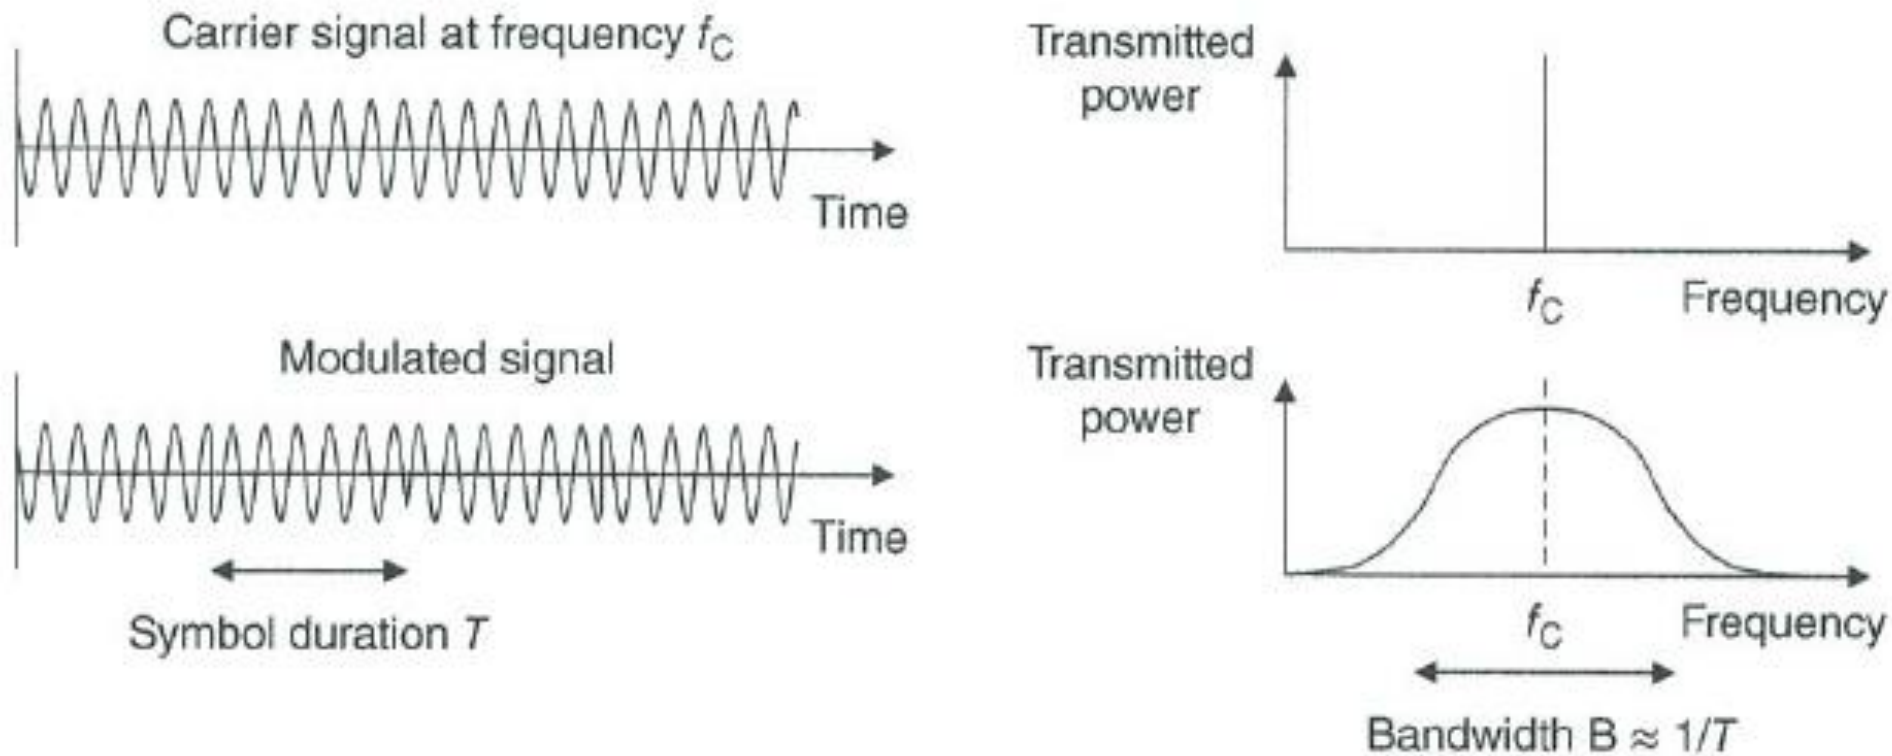 Carrier signal at frequency fC
Time
Transmitted
power
fC
Frequency
Modulated signal
Time
Symbol duration T
Transmitted
power
fC
Frequency
Bandwidth B ≈ 1/T